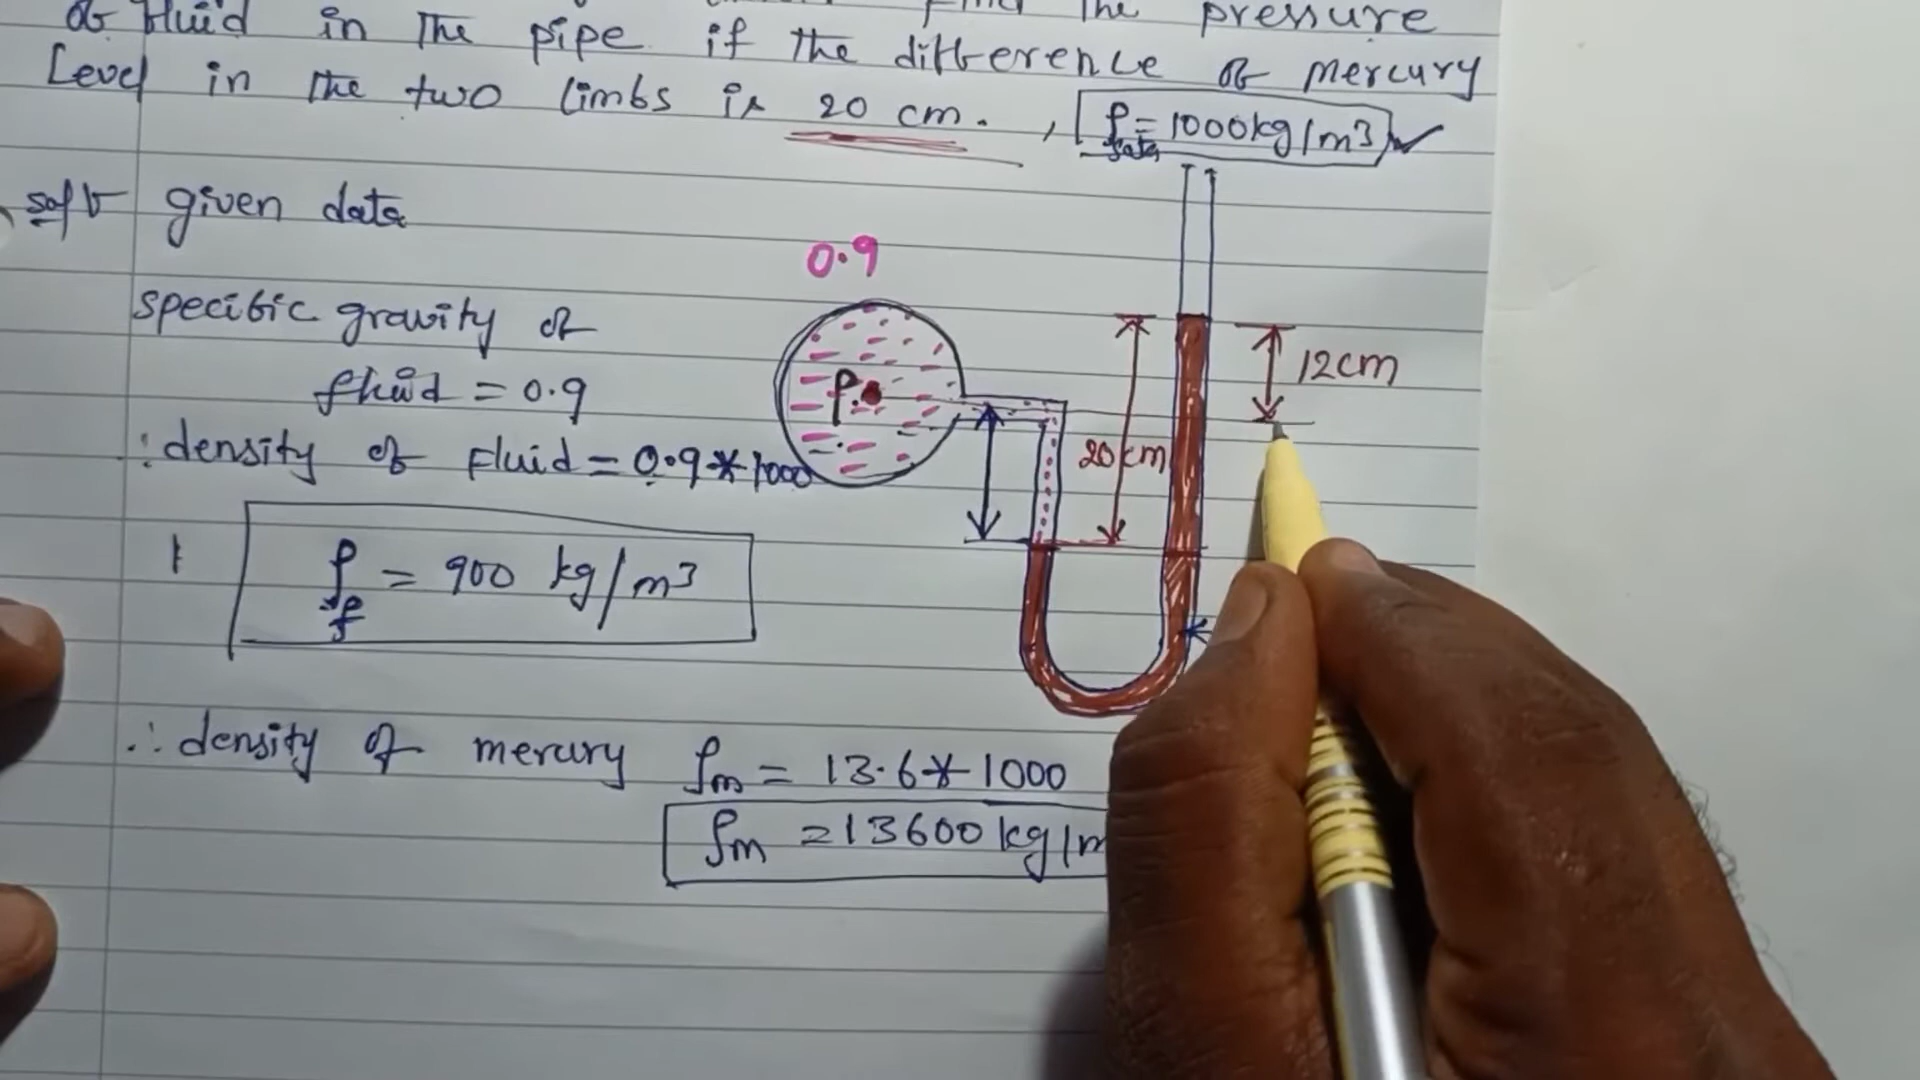 of fluid in the pipe. if the difference of mercury
find the pressure
Level in the two limbs is 20 cm. , ρ = 1000kg/m3
given data
0.9
specific gravity of
fluid = 0.9
∴ density of fluid = 0.9*1000
ρf = 900 kg/m3
P.
20cm
12cm
∴ density of mercury ρm = 13.6*1000
ρm = 13600 kg/m